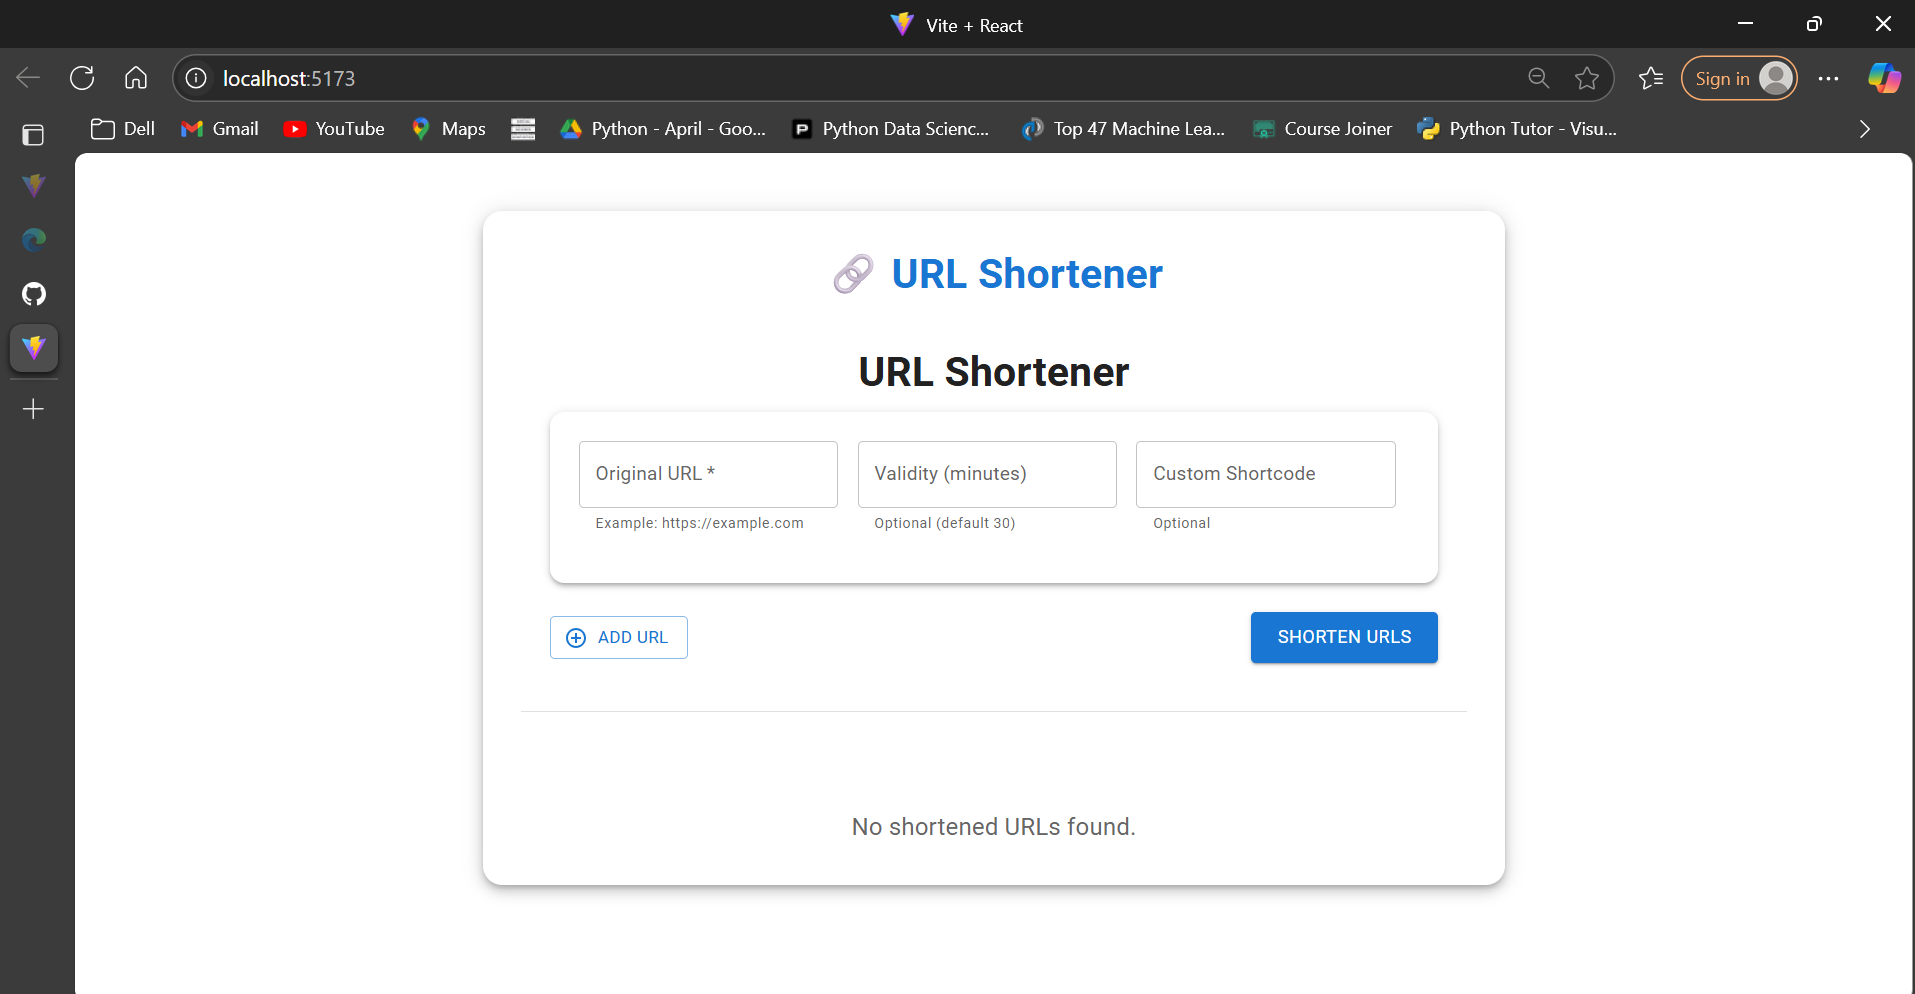 Vite + React
localhost:5173
Sign in
Dell
Gmail
YouTube
Maps
Python - April - Goo...
Python Data Scienc...
Top 47 Machine Lea...
Course Joiner
Python Tutor - Visu...
URL Shortener
URL Shortener
Original URL *
Validity (minutes)
Custom Shortcode
Example: https://example.com
Optional (default 30)
Optional
ADD URL
SHORTEN URLS
No shortened URLs found.